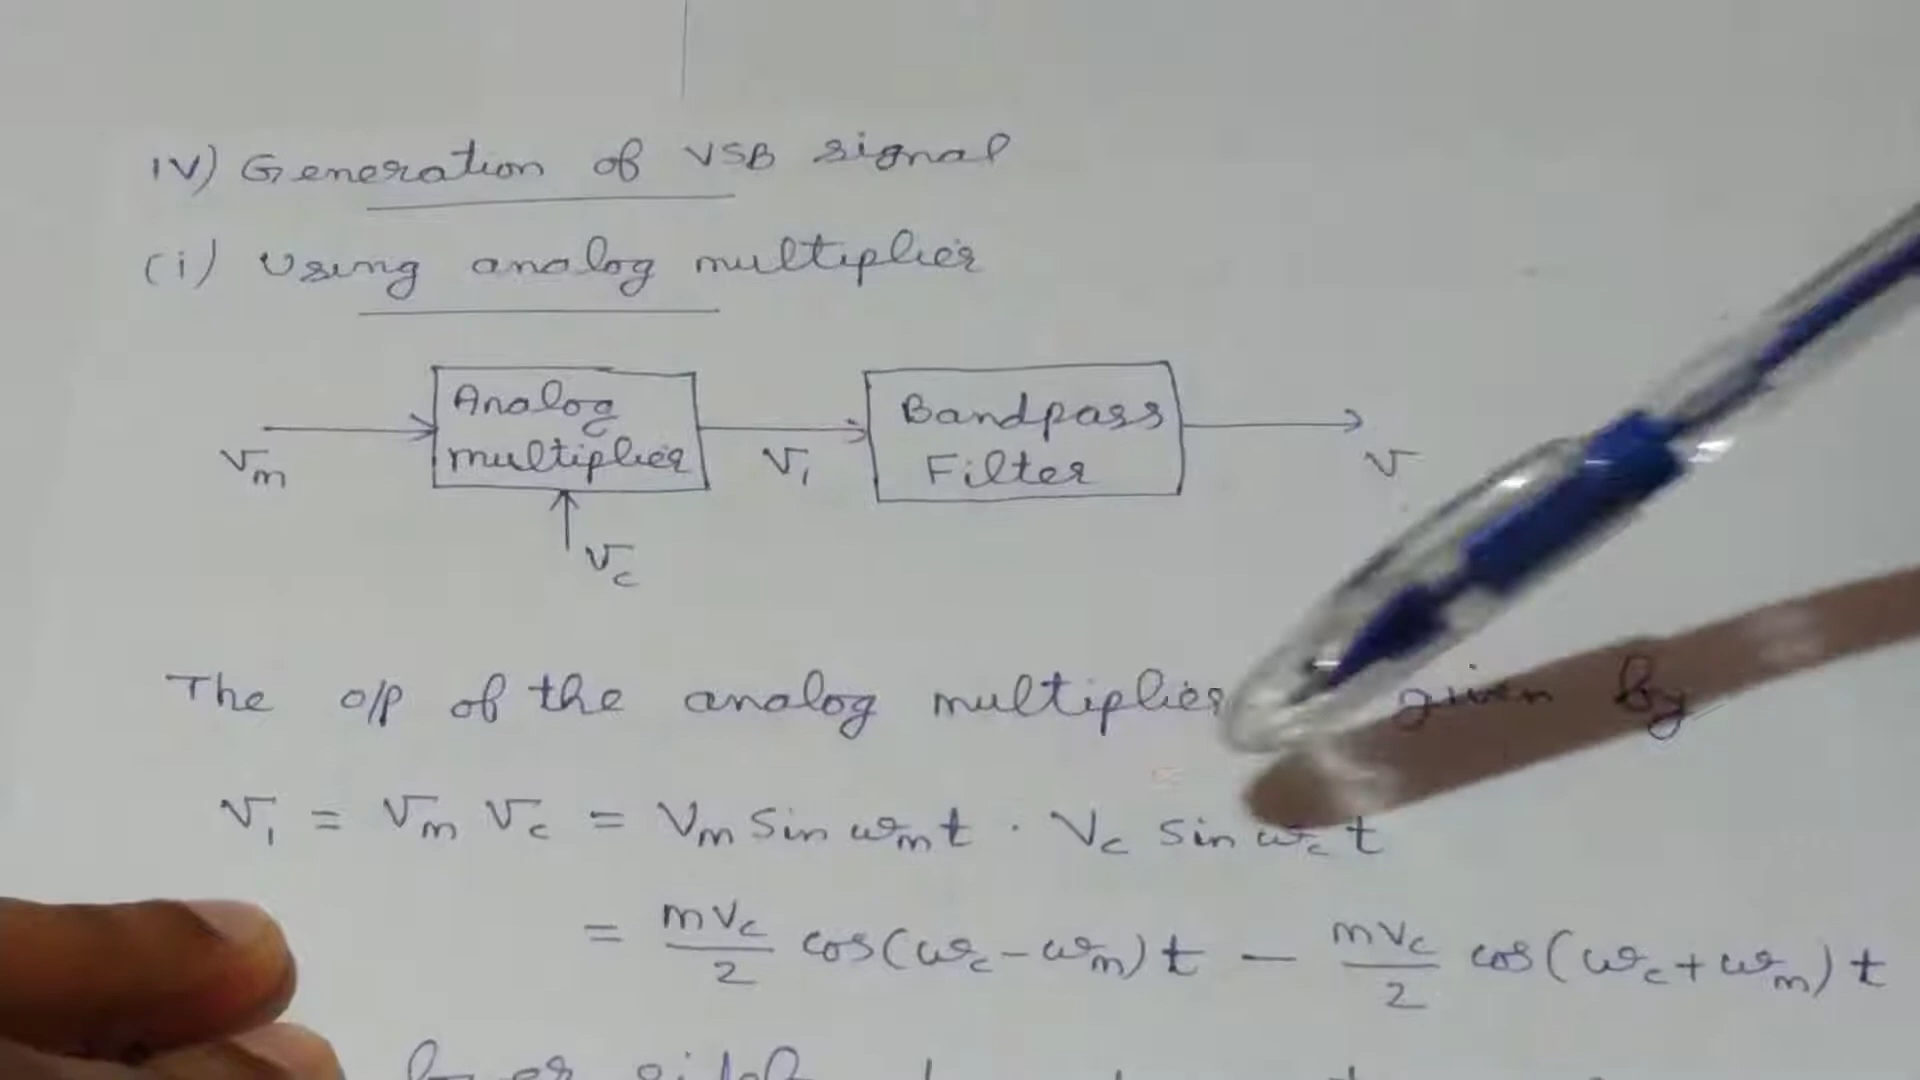 IV) Generation of VSB signal
(i) Using analog multiplier
Analog
multiplier
Bandpass
Filter
vm
v1
v
vc
The o/p of the analog multiplier given by
v1 = vm vc = Vm Sin ωmt . Vc Sin ωct
= mVc/2 cos(ωc-ωm)t - mVc/2 cos(ωc+ωm)t